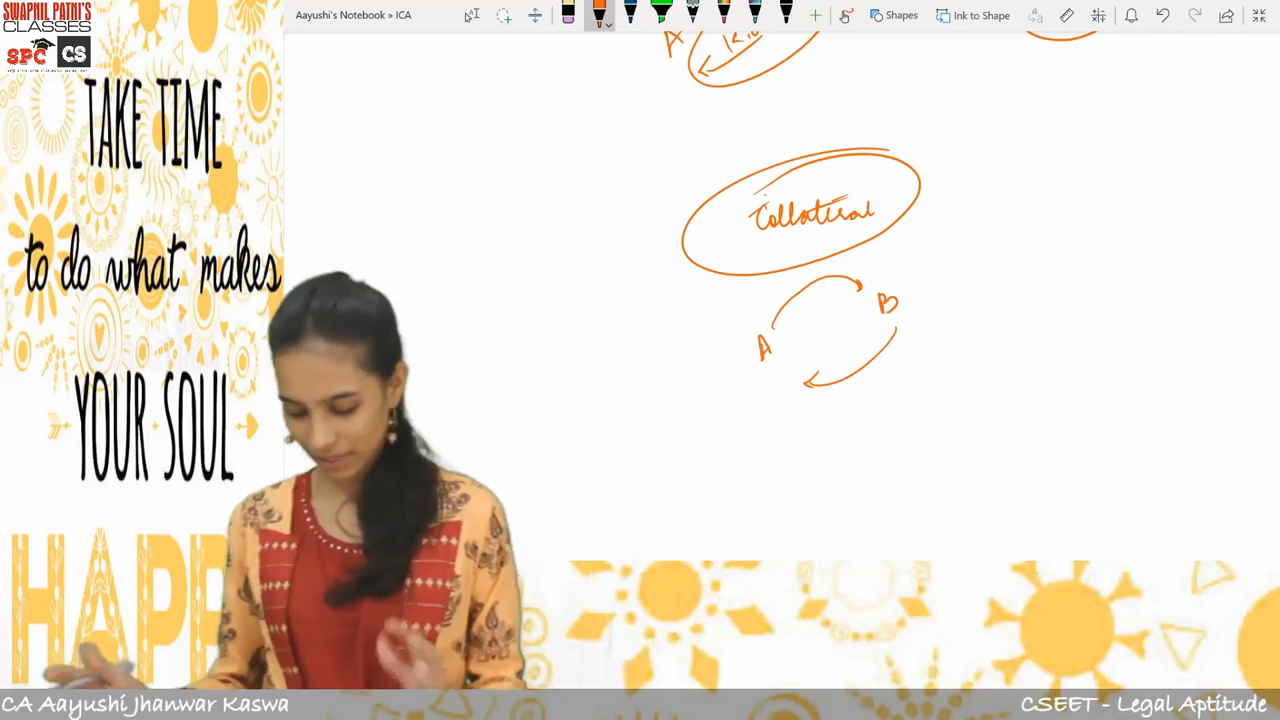 SWAPNIL PATNI'S
CLASSES
SPC CS
Aayushi's Notebook » ICA
Shapes
Ink to Shape
A
TAKE TIME
to do what makes
YOUR SOUL
HAPP
Collateral
A
B
CA Aayushi Jhanwar Kaswa
CSEET - Legal Aptitude